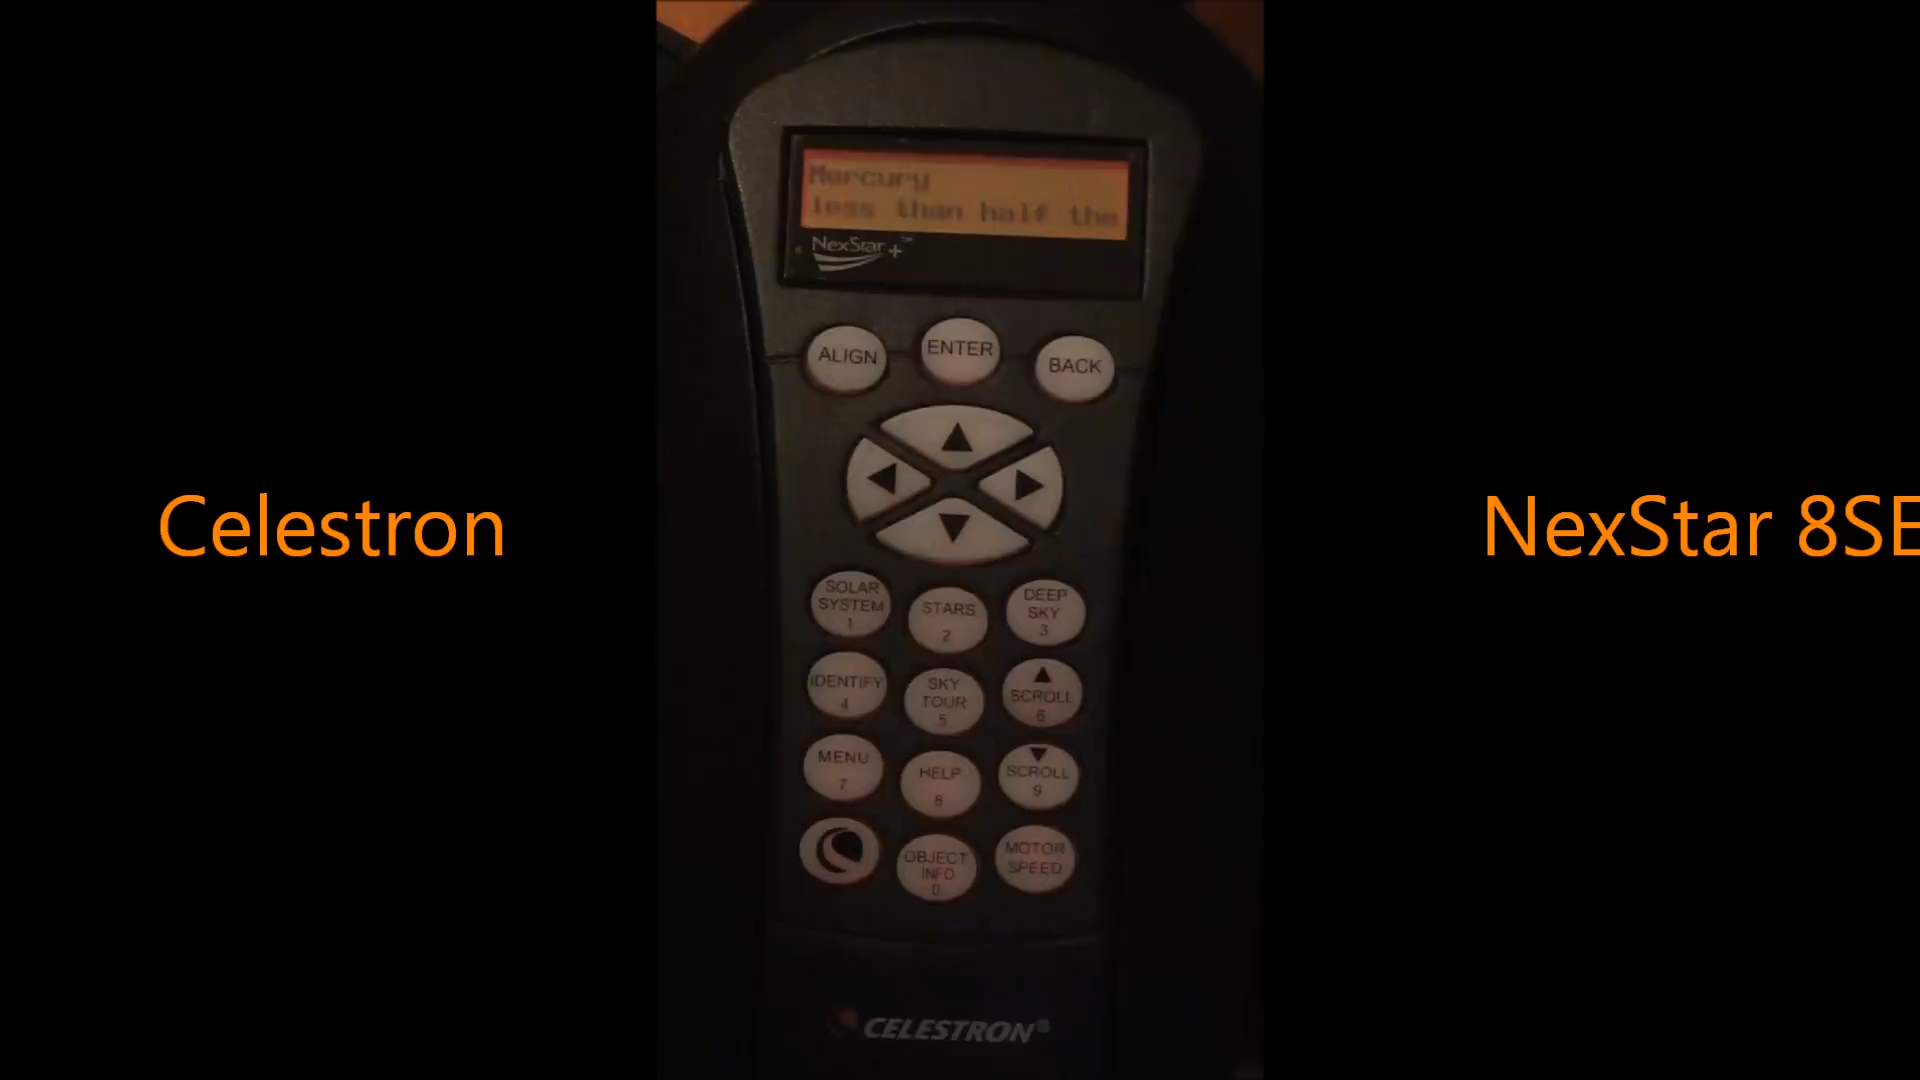 Mercury
less than half the
NexStar+™
ALIGN
ENTER
BACK
Celestron
NexStar 8SE
SOLAR
SYSTEM
1
STARS
2
DEEP
SKY
3
IDENTIFY
4
SKY
TOUR
5
SCROLL
6
MENU
7
HELP
8
SCROLL
9
OBJECT
INFO
0
MOTOR
SPEED
CELESTRON®